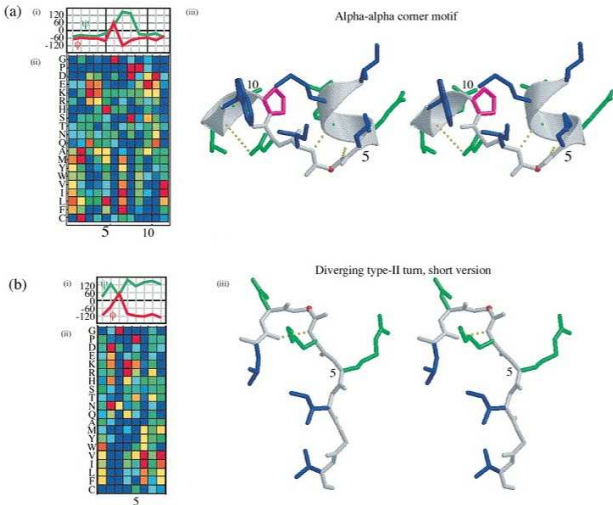 (a)
(i)
(iii)
Alpha-alpha corner motif
120
60
0
-60
-120
ψ
φ
(ii)
G
P
D
E
K
R
H
S
T
N
Q
A
M
Y
W
V
I
L
F
C
5
10
10
5
10
5
(b)
(i)
(iii)
Diverging type-II turn, short version
120
60
0
-60
-120
ψ
φ
(ii)
G
P
D
E
K
R
H
S
T
N
Q
A
M
Y
W
V
I
L
F
C
5
5
5